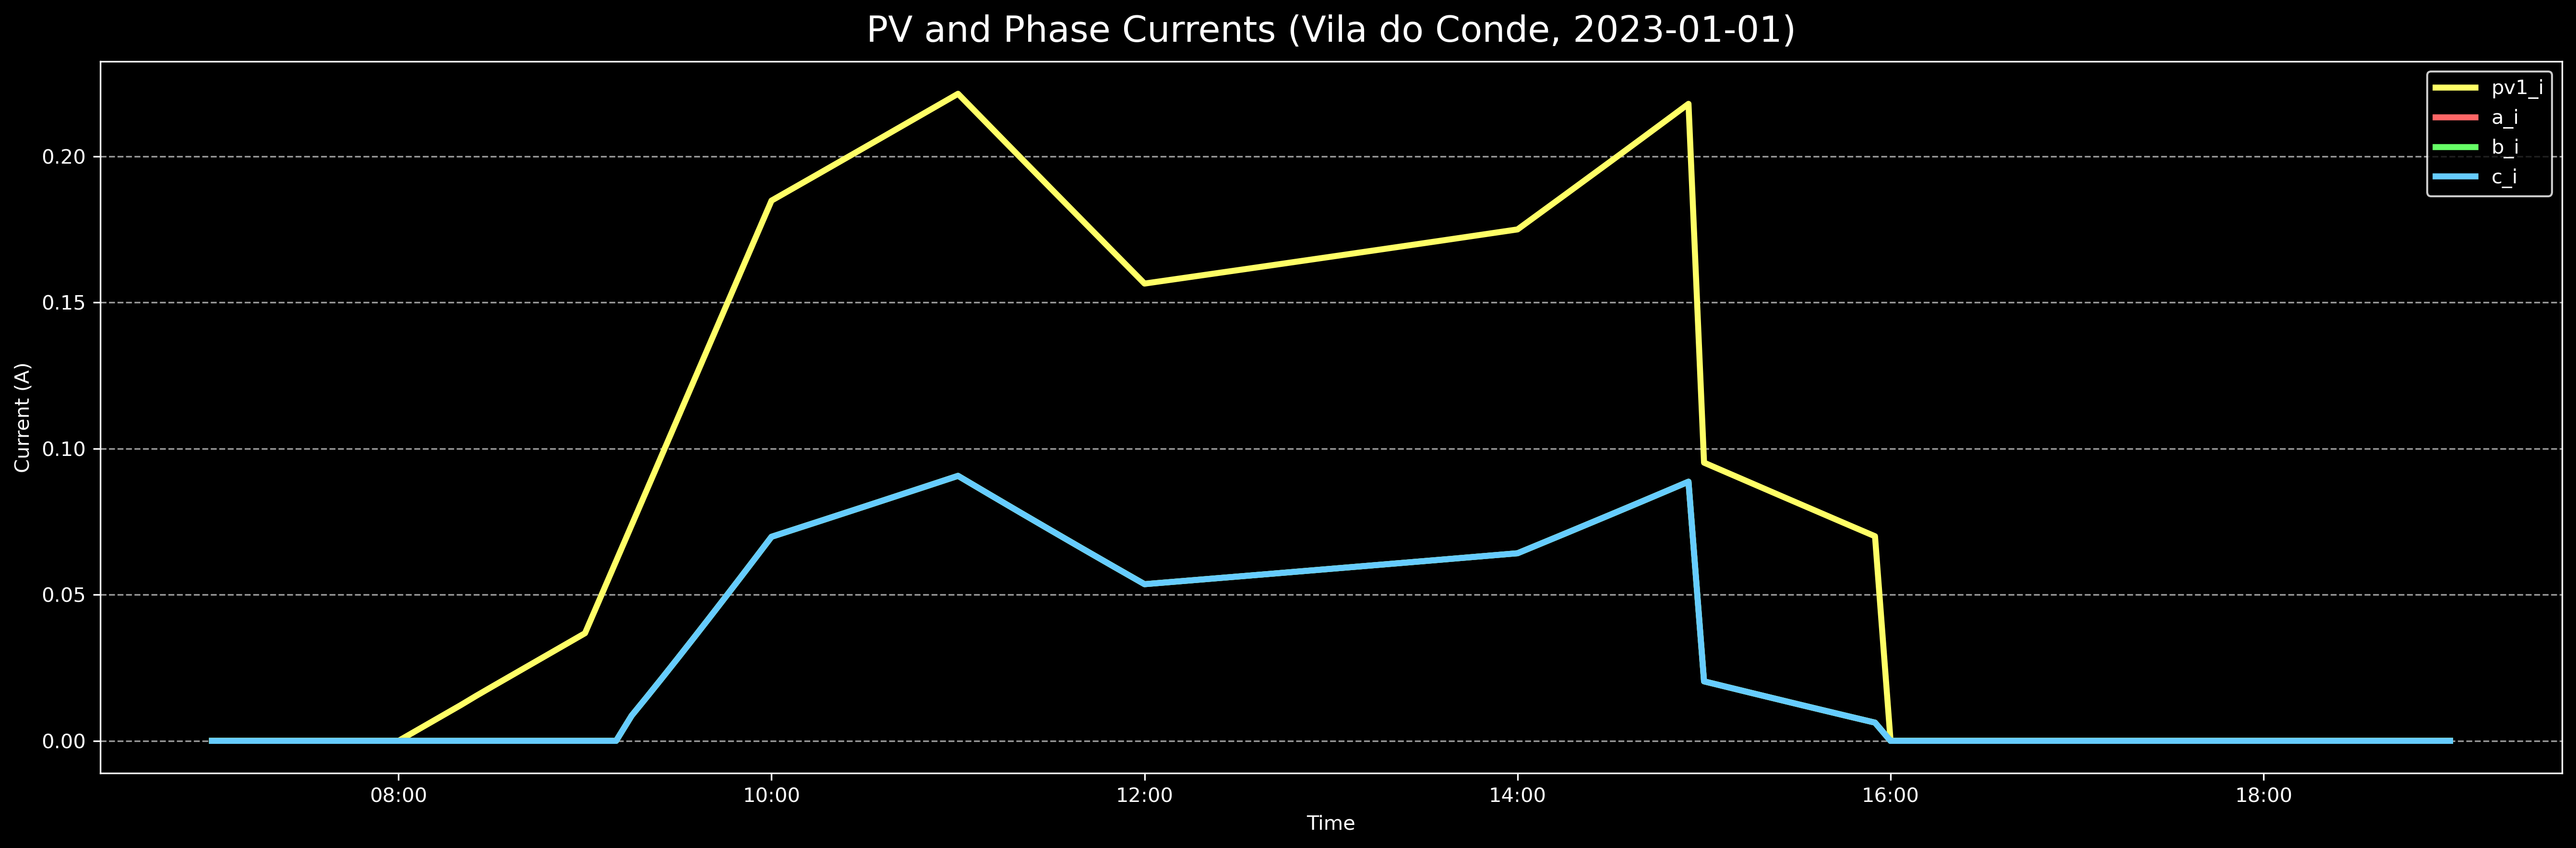 PV and Phase Currents (Vila do Conde, 2023-01-01)
pv1_i
a_i
b_i
c_i
Current (A)
0.20
0.15
0.10
0.05
0.00
08:00 10:00 12:00 14:00 16:00 18:00
Time